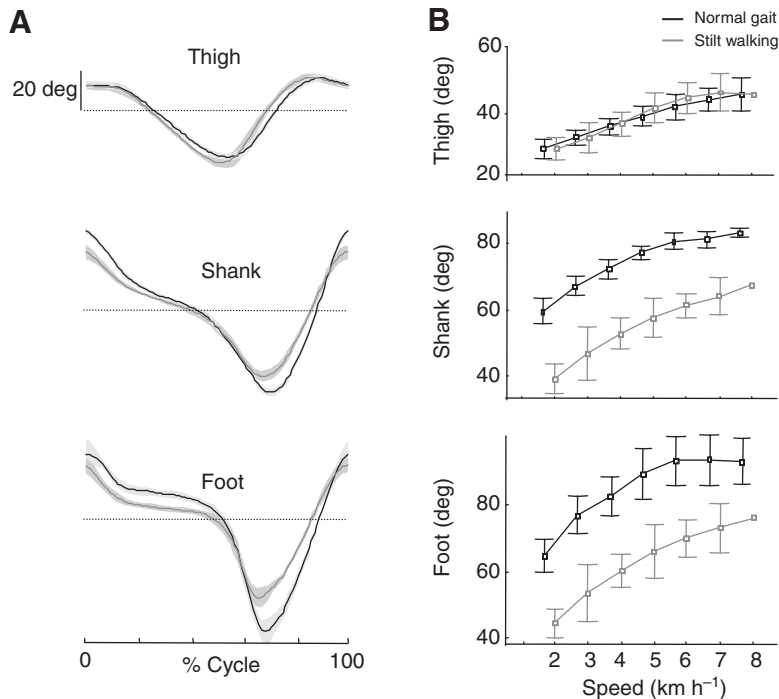 A
Thigh
20 deg
Shank
Foot
0
% Cycle
100
B
Normal gait
Stilt walking
60
40
20
Thigh (deg)
80
60
40
Shank (deg)
80
60
40
Foot (deg)
2 3 4 5 6 7 8
Speed (km h⁻¹)